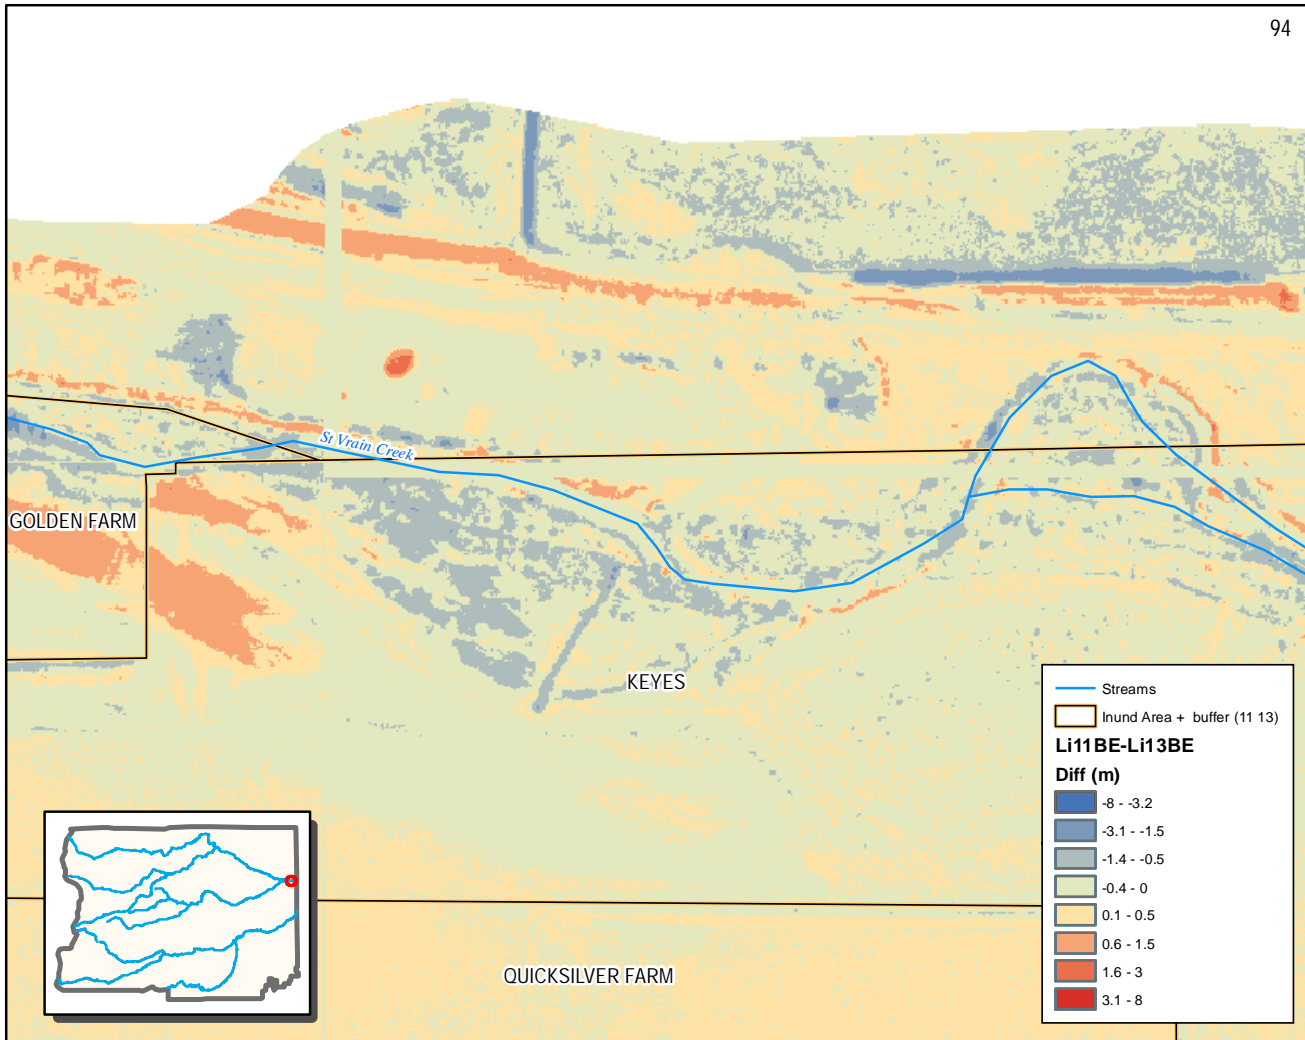 94
St Vrain Creek
GOLDEN FARM
KEYES
QUICKSILVER FARM
Streams
Inund Area + buffer (11 13)
Li11BE-Li13BE
Diff (m)
-8 - -3.2
-3.1 - -1.5
-1.4 - -0.5
-0.4 - 0
0.1 - 0.5
0.6 - 1.5
1.6 - 3
3.1 - 8